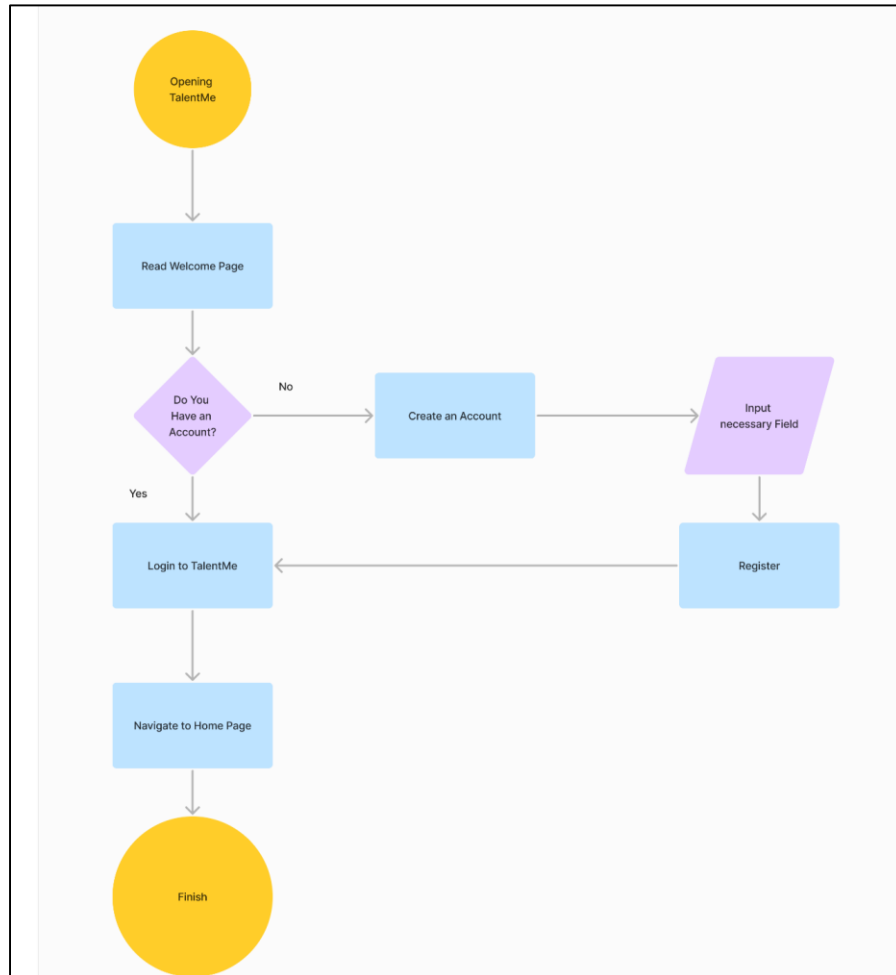 Opening
TalentMe
Read Welcome Page
Do You
Have an
Account?
No
Create an Account
Input
necessary Field
Yes
Login to TalentMe
Register
Navigate to Home Page
Finish